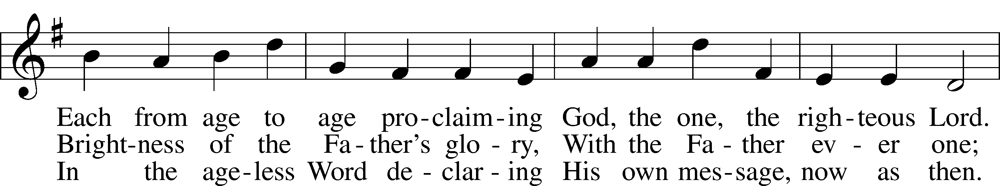 Each from age to age pro-claim-ing God, the one, the righ-teous Lord.
Bright-ness of the Fa-ther's glo-ry, With the Fa-ther ev-er one;
In the age-less Word de-clar-ing His own mes-sage, now as then.